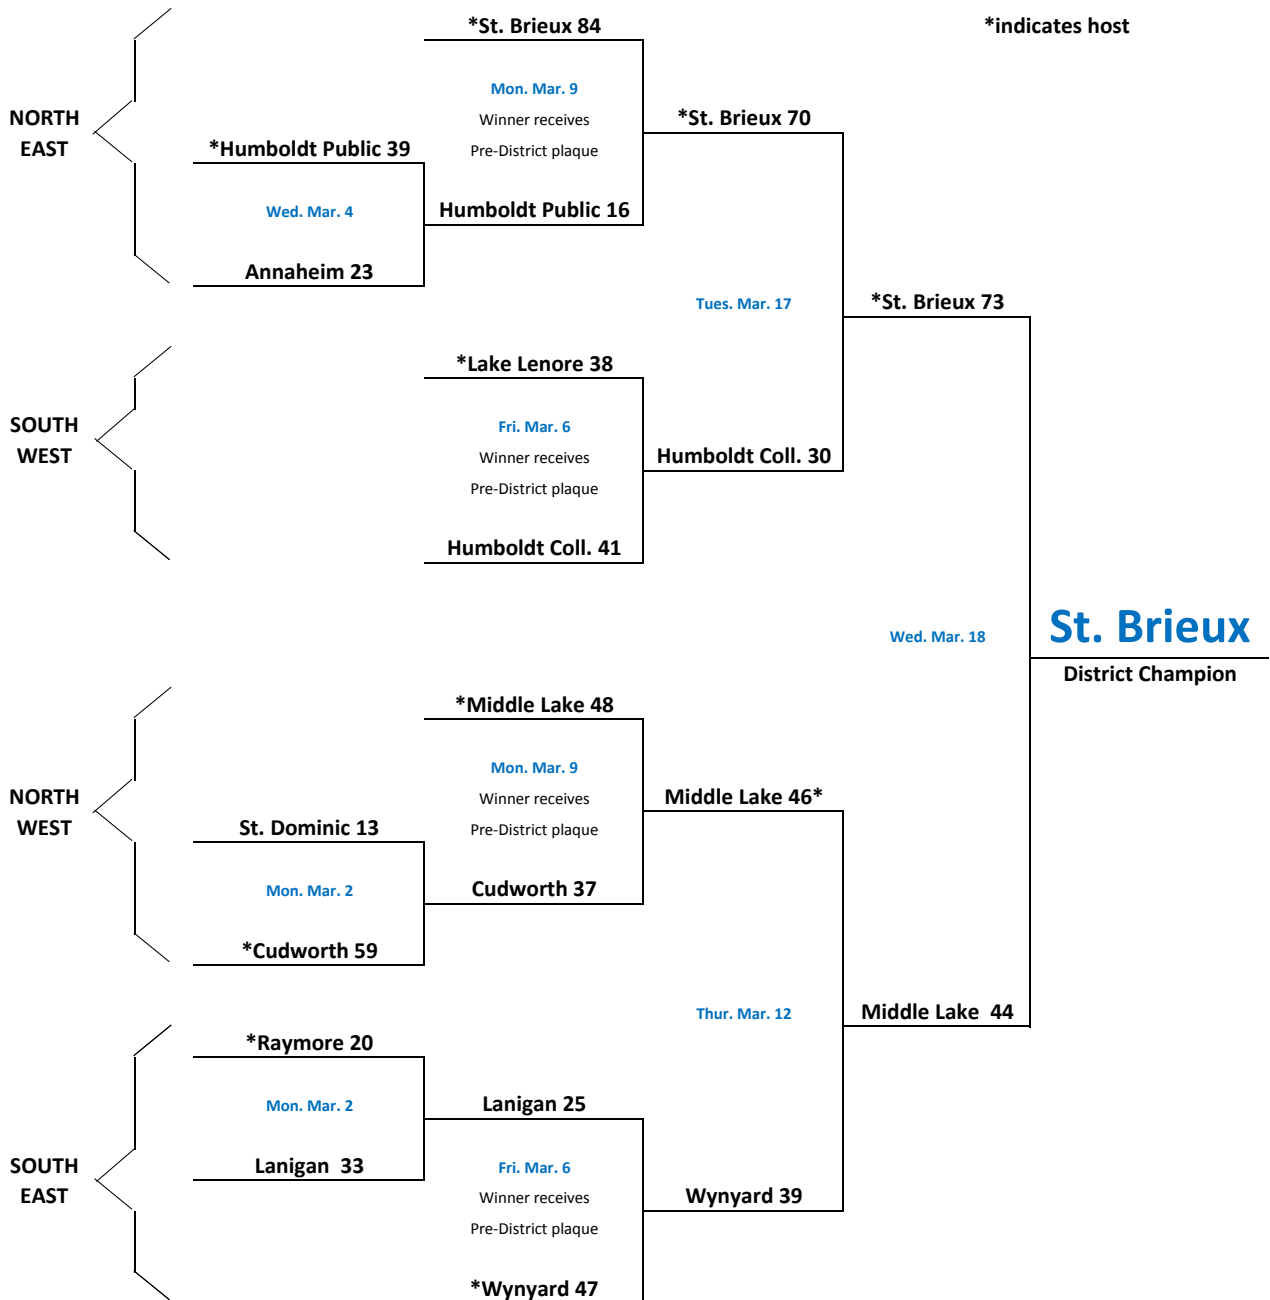 *St. Brieux 84
*indicates host
Mon. Mar. 9
Winner receives
Pre-District plaque
NORTH
EAST
*St. Brieux 70
*Humboldt Public 39
Wed. Mar. 4
Humboldt Public 16
Annaheim 23
Tues. Mar. 17
*St. Brieux 73
*Lake Lenore 38
SOUTH
WEST
Fri. Mar. 6
Winner receives
Pre-District plaque
Humboldt Coll. 30
Humboldt Coll. 41
St. Brieux
Wed. Mar. 18
District Champion
*Middle Lake 48
Mon. Mar. 9
Winner receives
Pre-District plaque
NORTH
WEST
Middle Lake 46*
St. Dominic 13
Mon. Mar. 2
Cudworth 37
*Cudworth 59
Thur. Mar. 12
Middle Lake  44
*Raymore 20
Mon. Mar. 2
Lanigan 25
Lanigan  33
SOUTH
EAST
Fri. Mar. 6
Winner receives
Pre-District plaque
Wynyard 39
*Wynyard 47